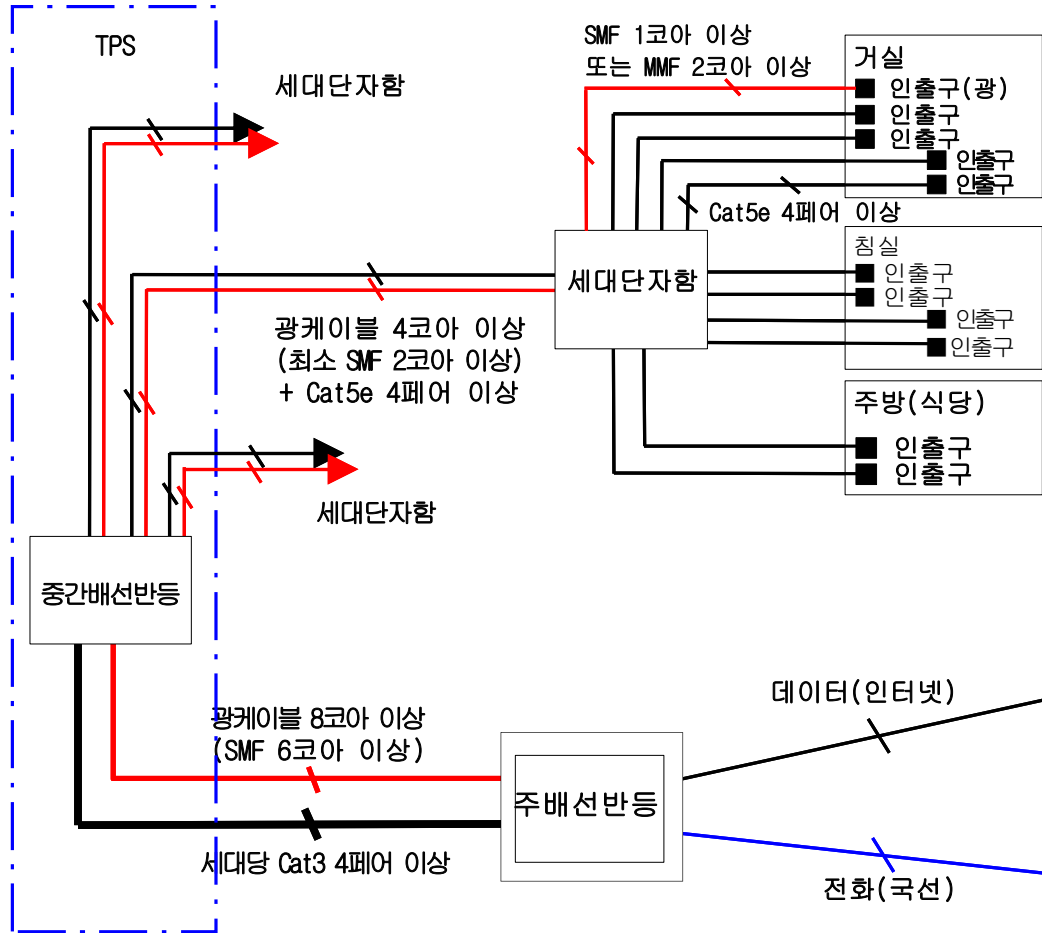 TPS
세대단자함
SMF 1코아 이상
또는 MMF 2코아 이상
거실
인출구(광)
인출구
인출구
인출구
인출구
Cat5e 4페어 이상
세대단자함
침실
인출구
인출구
인출구
인출구
광케이블 4코아 이상
(최소 SMF 2코아 이상)
+ Cat5e 4페어 이상
주방(식당)
인출구
인출구
세대단자함
중간배선반등
데이터(인터넷)
광케이블 8코아 이상
(SMF 6코아 이상)
주배선반등
세대당 Cat3 4페어 이상
전화(국선)